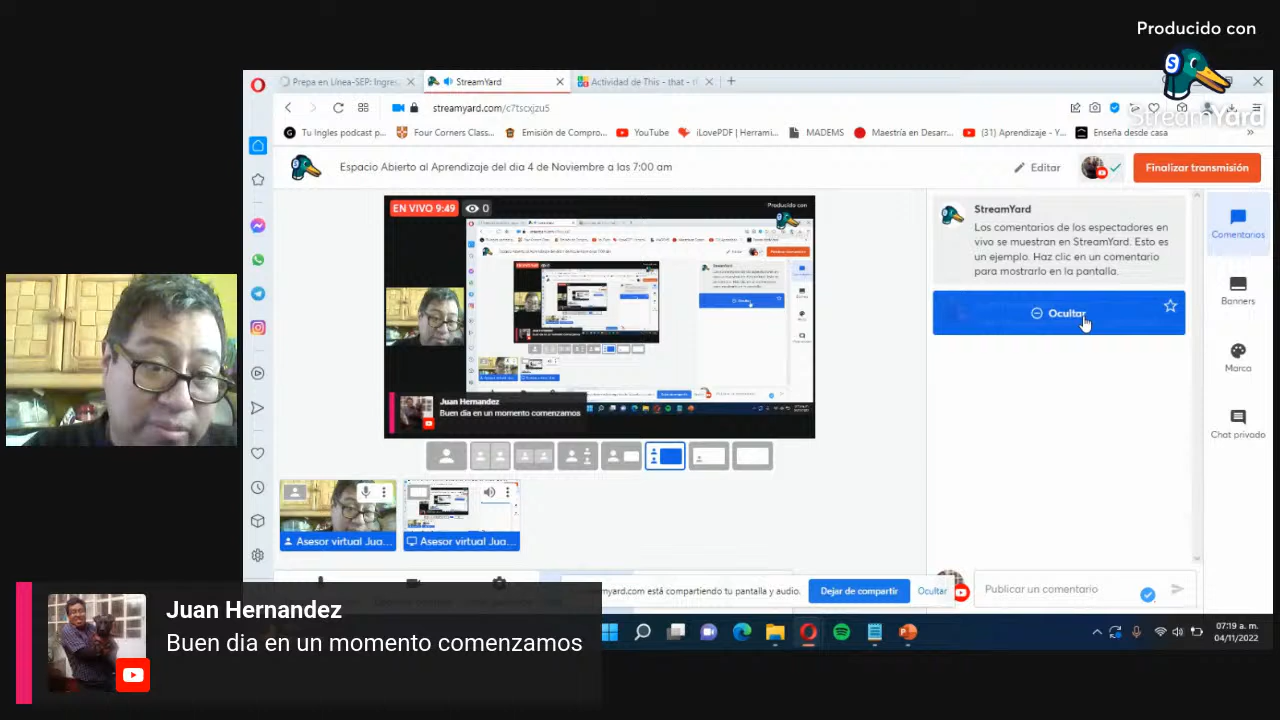 Producido con
StreamYard
Prepa en Línea-SEP: Ingres
StreamYard
Actividad de This - that - t
streamyard.com/c7tscxjzu5
Tu Ingles podcast p...
Four Corners Class...
Emisión de Compro...
YouTube
iLovePDF | Herrami...
MADEMS
Maestría en Desarr...
(31) Aprendizaje - Y...
Enseña desde casa
Espacio Abierto al Aprendizaje del dia 4 de Noviembre a las 7:00 am
Editar
Finalizar transmisión
EN VIVO 9:49
0
Producido con
StreamYard
Los comentarios de los espectadores en
vivo se muestran en StreamYard. Esto es
un ejemplo. Haz clic en un comentario
para mostrarlo en la pantalla.
Ocultar
Comentarios
Banners
Marca
Chat privado
Juan Hernandez
Buen dia en un momento comenzamos
Asesor virtual Jua...
Asesor virtual Jua...
eamyard.com está compartiendo tu pantalla y audio.
Dejar de compartir
Ocultar
Publicar un comentario
07:19 a. m.
04/11/2022
Juan Hernandez
Buen dia en un momento comenzamos